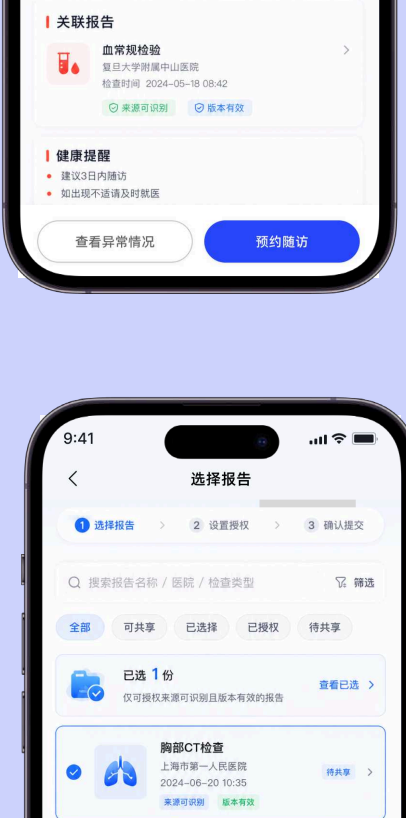 关联报告
血常规检验
复旦大学附属中山医院
检查时间 2024-05-18 08:42
来源可识别 版本有效
健康提醒
建议3日内随访
如出现不适请及时就医
查看异常情况 预约随访
9:41
选择报告
1 选择报告 2 设置授权 3 确认提交
搜索报告名称 / 医院 / 检查类型 筛选
全部 可共享 已选择 已授权 待共享
已选 1 份
查看已选
仅可授权来源可识别且版本有效的报告
胸部CT检查
上海市第一人民医院
待共享
2024-06-20 10:35
来源可识别 版本有效